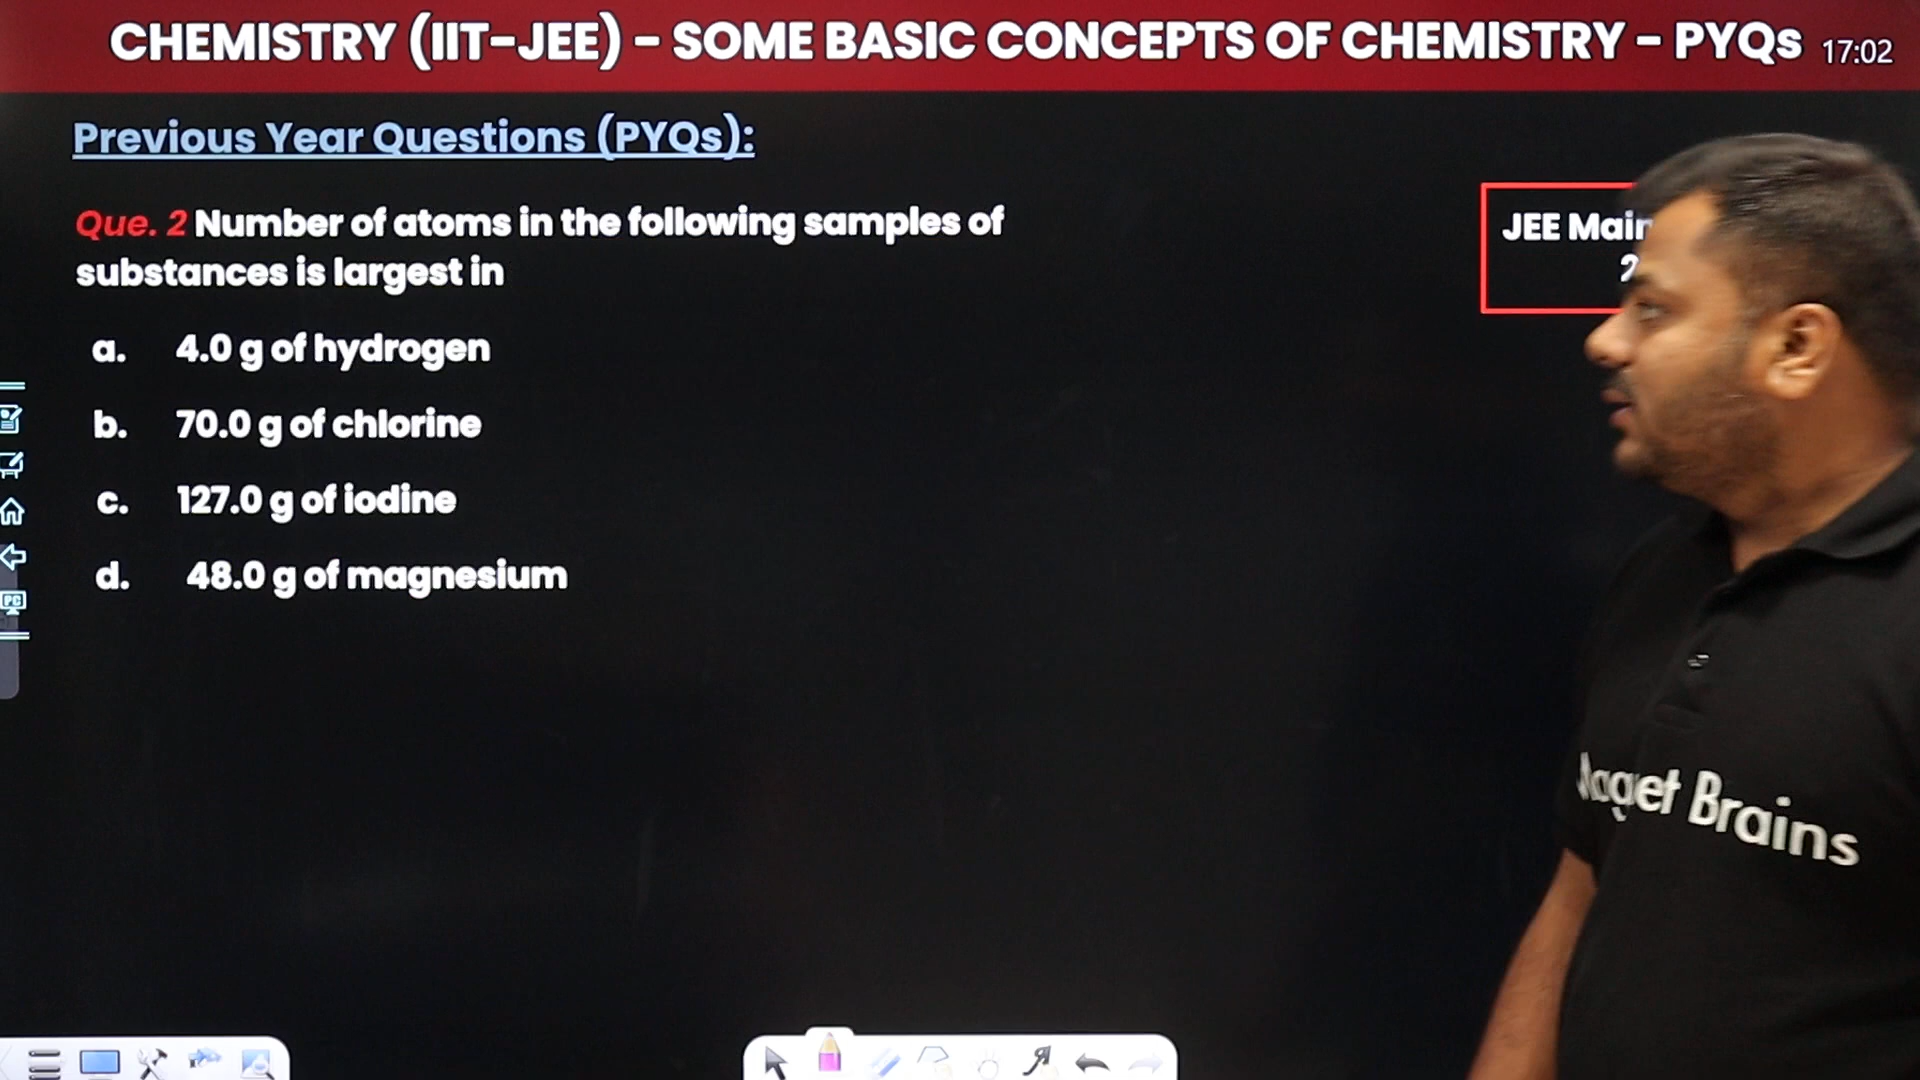 CHEMISTRY (IIT-JEE) - SOME BASIC CONCEPTS OF CHEMISTRY - PYQs 17:02
Previous Year Questions (PYQs):
Que. 2 Number of atoms in the following samples of
substances is largest in
JEE Main
a. 4.0 g of hydrogen
b. 70.0 g of chlorine
c. 127.0 g of iodine
d. 48.0 g of magnesium
PC
Brains